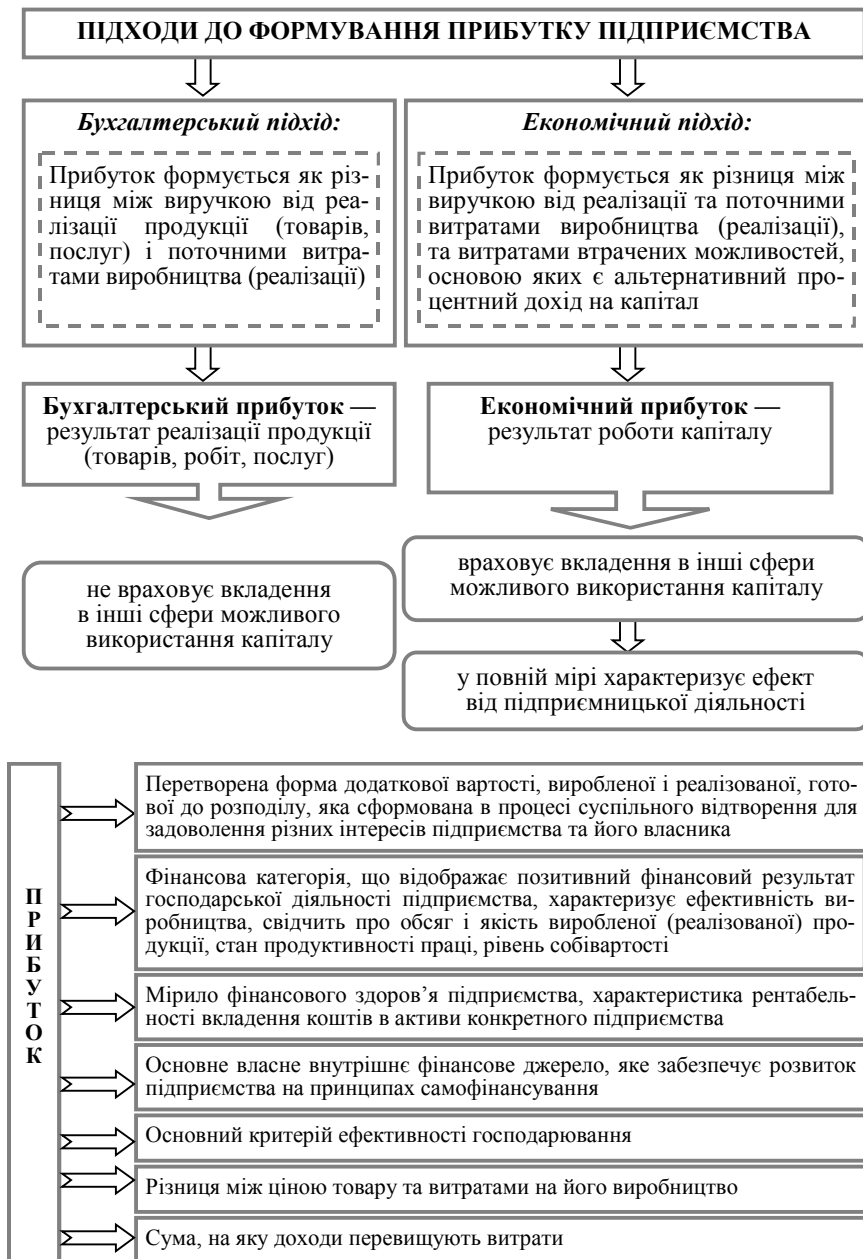 ПІДХОДИ ДО ФОРМУВАННЯ ПРИБУТКУ ПІДПРИЄМСТВА
Бухгалтерський підхід:
Прибуток формується як різ-
ниця між виручкою від реа-
лізації продукції (товарів,
послуг) і поточними витра-
тами виробництва (реалізації)
Економічний підхід:
Прибуток формується як різниця між
виручкою від реалізації та поточними
витратами виробництва (реалізації),
та витратами втрачених можливостей,
основою яких є альтернативний про-
центний дохід на капітал
Бухгалтерський прибуток —
результат реалізації продукції
(товарів, робіт, послуг)
Економічний прибуток —
результат роботи капіталу
не враховує вкладення
в інші сфери можливого
використання капіталу
враховує вкладення в інші сфери
можливого використання капіталу
у повній мірі характеризує ефект
від підприємницької діяльності
ПРИБУТОК
Перетворена форма додаткової вартості, виробленої і реалізованої, гото-
вої до розподілу, яка сформована в процесі суспільного відтворення для
задоволення різних інтересів підприємства та його власника
Фінансова категорія, що відображає позитивний фінансовий результат
господарської діяльності підприємства, характеризує ефективність ви-
робництва, свідчить про обсяг і якість виробленої (реалізованої) про-
дукції, стан продуктивності праці, рівень собівартості
Мірило фінансового здоров’я підприємства, характеристика рентабель-
ності вкладення коштів в активи конкретного підприємства
Основне власне внутрішнє фінансове джерело, яке забезпечує розвиток
підприємства на принципах самофінансування
Основний критерій ефективності господарювання
Різниця між ціною товару та витратами на його виробництво
Сума, на яку доходи перевищують витрати